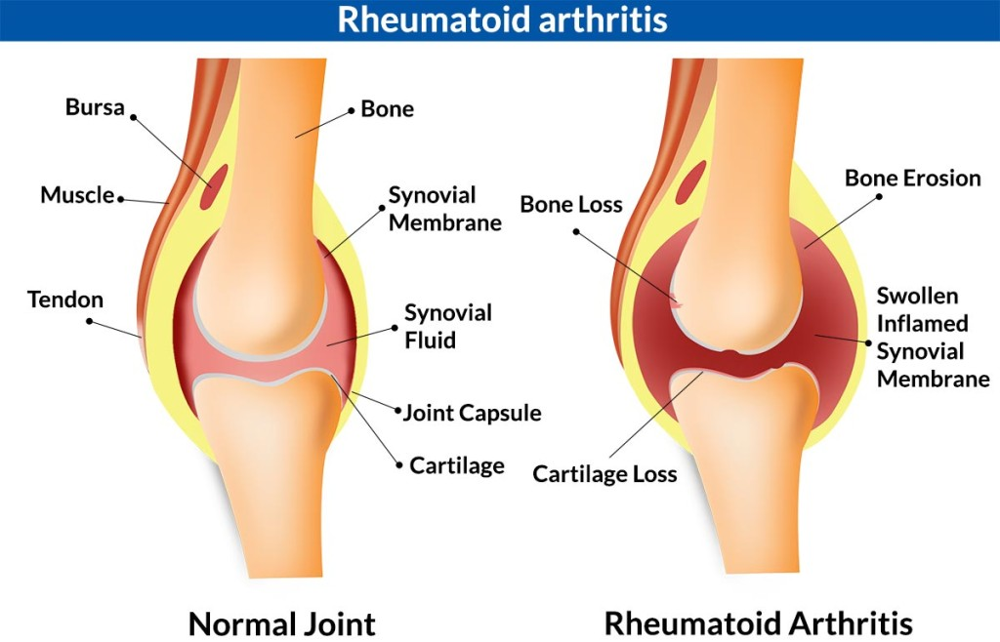 Rheumatoid arthritis
Bursa
Bone
Muscle
Synovial
Membrane
Tendon
Synovial
Fluid
Joint Capsule
Cartilage
Normal Joint
Bone Erosion
Bone Loss
Swollen
Inflamed
Synovial
Membrane
Cartilage Loss
Rheumatoid Arthritis